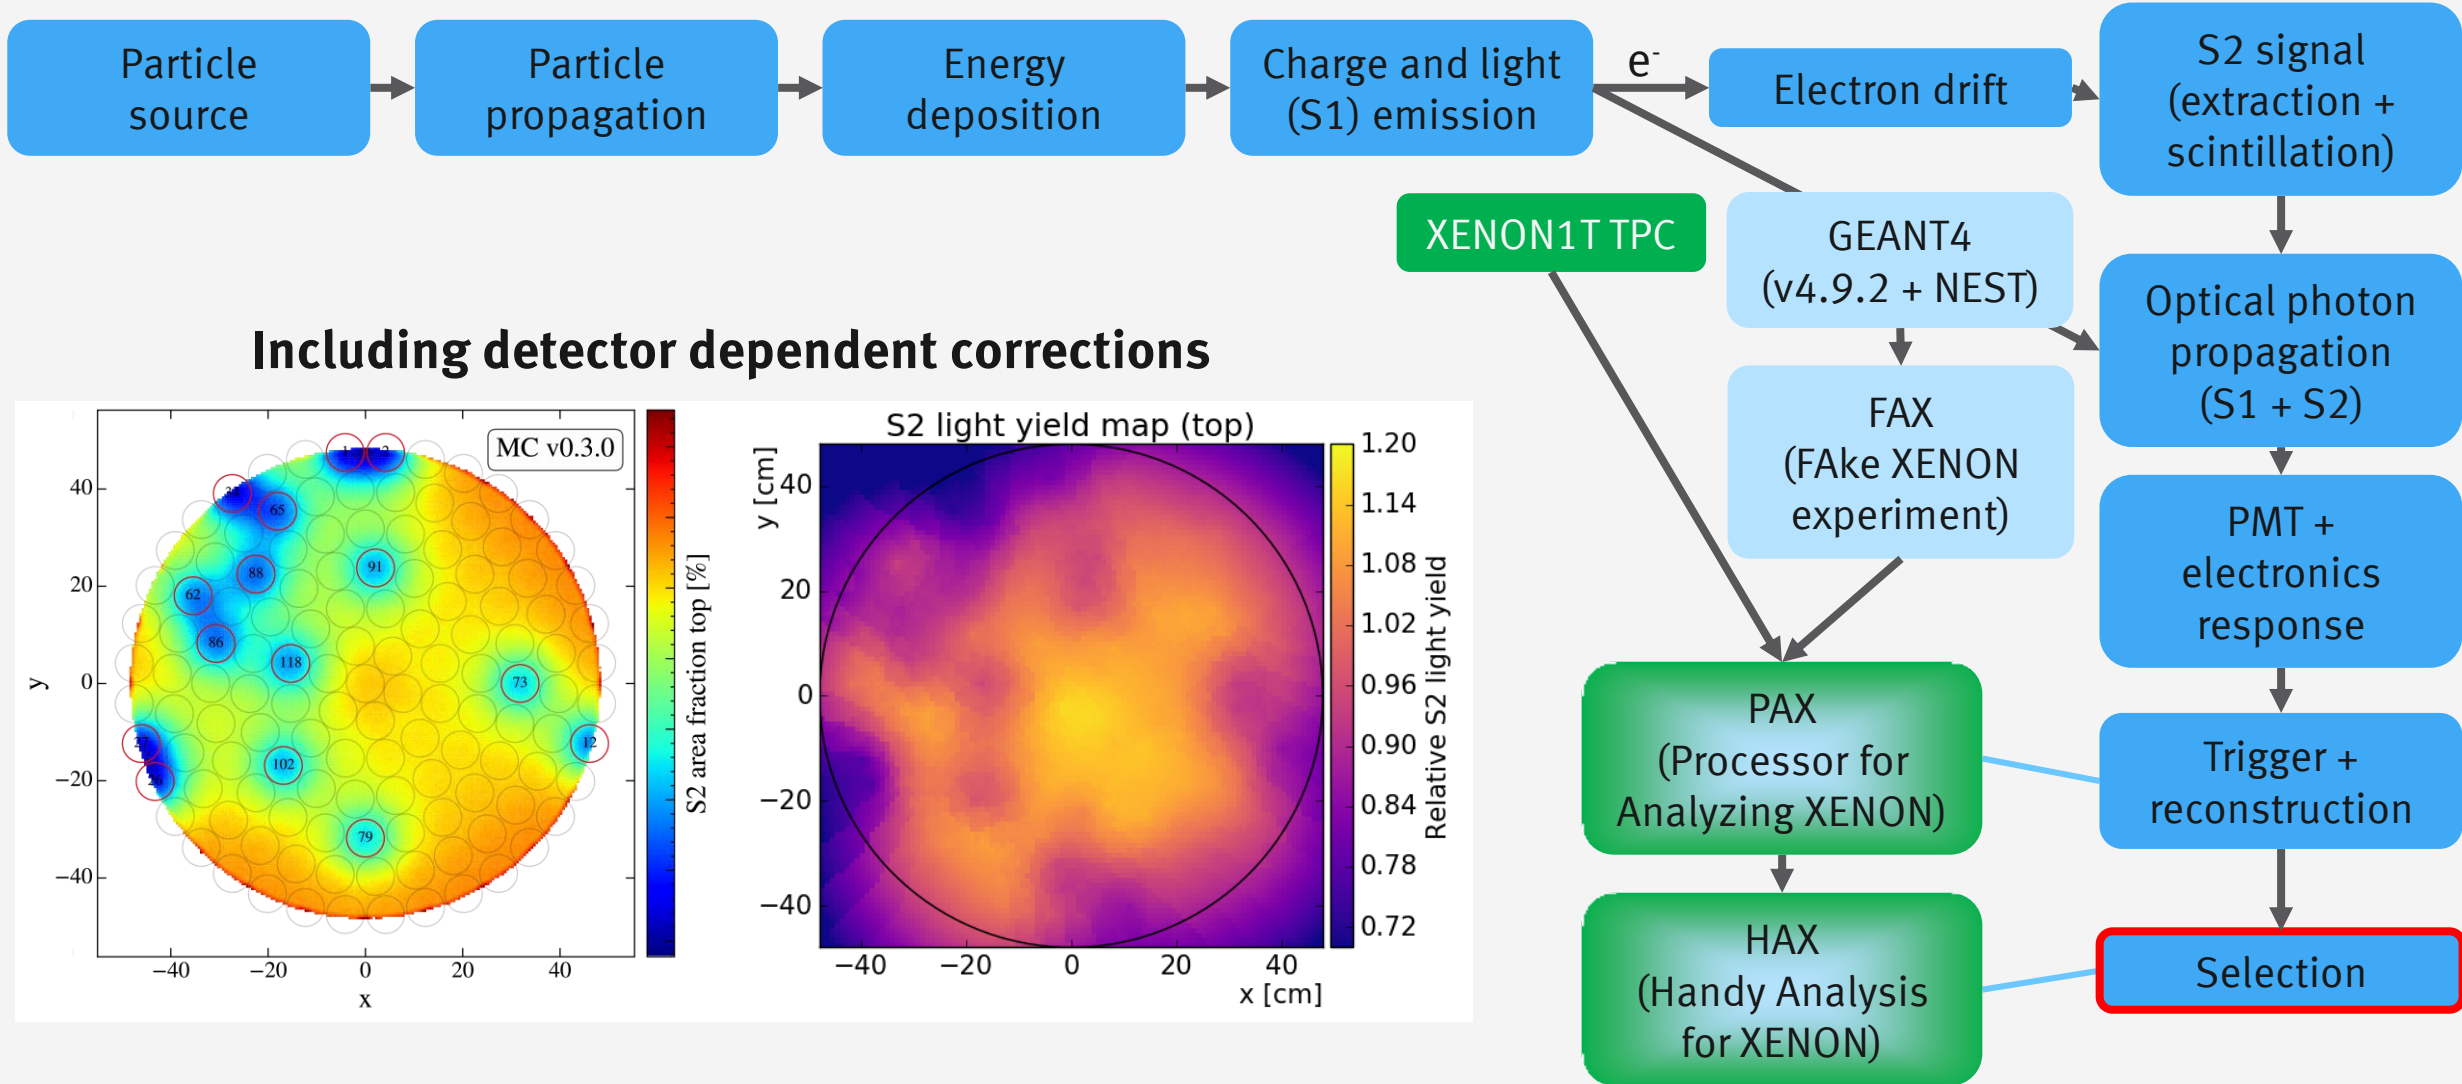 Particle
source
Particle
propagation
Energy
deposition
Charge and light
(S1) emission
e-
Electron drift
S2 signal
(extraction +
scintillation)
XENON1T TPC
GEANT4
(v4.9.2 + NEST)
Optical photon
propagation
(S1 + S2)
FAX
(FAke XENON
experiment)
PMT +
electronics
response
PAX
(Processor for
Analyzing XENON)
Trigger +
reconstruction
HAX
(Handy Analysis
for XENON)
Selection
Including detector dependent corrections
MC v0.3.0
1
2
65
88
91
62
86
118
73
27
12
26
102
79
40
20
0
−20
−40
y
−40
−20
0
20
40
x
S2 area fraction top [%]
S2 light yield map (top)
y [cm]
40
20
0
−20
−40
−40
−20
0
20
40
x [cm]
1.20
1.14
1.08
1.02
0.96
0.90
0.84
0.78
0.72
Relative S2 light yield